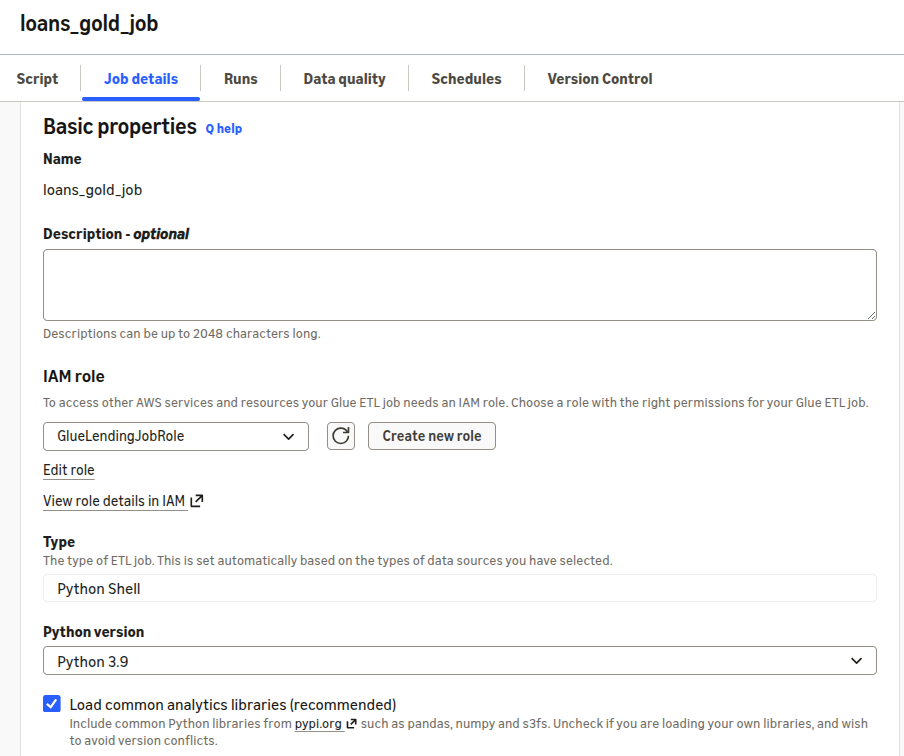 loans_gold_job
Script
Job details
Runs
Data quality
Schedules
Version Control
Basic properties Q help
Name
loans_gold_job
Description - optional
Descriptions can be up to 2048 characters long.
IAM role
To access other AWS services and resources your Glue ETL job needs an IAM role. Choose a role with the right permissions for your Glue ETL job.
GlueLendingJobRole
Create new role
Edit role
View role details in IAM
Type
The type of ETL job. This is set automatically based on the types of data sources you have selected.
Python Shell
Python version
Python 3.9
Load common analytics libraries (recommended)
Include common Python libraries from pypi.org such as pandas, numpy and s3fs. Uncheck if you are loading your own libraries, and wish
to avoid version conflicts.